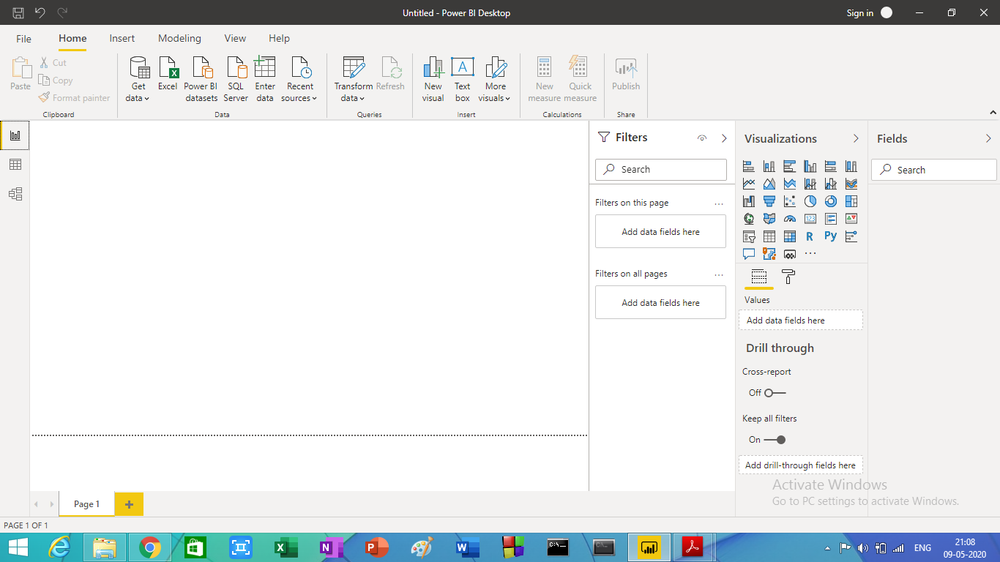 Untitled - Power BI Desktop
Sign in
File
Home
Insert
Modeling
View
Help
Paste
Cut
Copy
Format painter
Clipboard
Get data
Excel
Power BI datasets
SQL Server
Enter data
Recent sources
Data
Transform data
Refresh
Queries
New visual
Text box
More visuals
Insert
New measure
Quick measure
Calculations
Publish
Share
Filters
Search
Filters on this page
...
Add data fields here
Filters on all pages
...
Add data fields here
Visualizations
123
R
Py
...
Values
Add data fields here
Drill through
Cross-report
Off
Keep all filters
On
Add drill-through fields here
Fields
Search
Activate Windows
Go to PC settings to activate Windows.
Page 1
PAGE 1 OF 1
ENG
21:08
09-05-2020